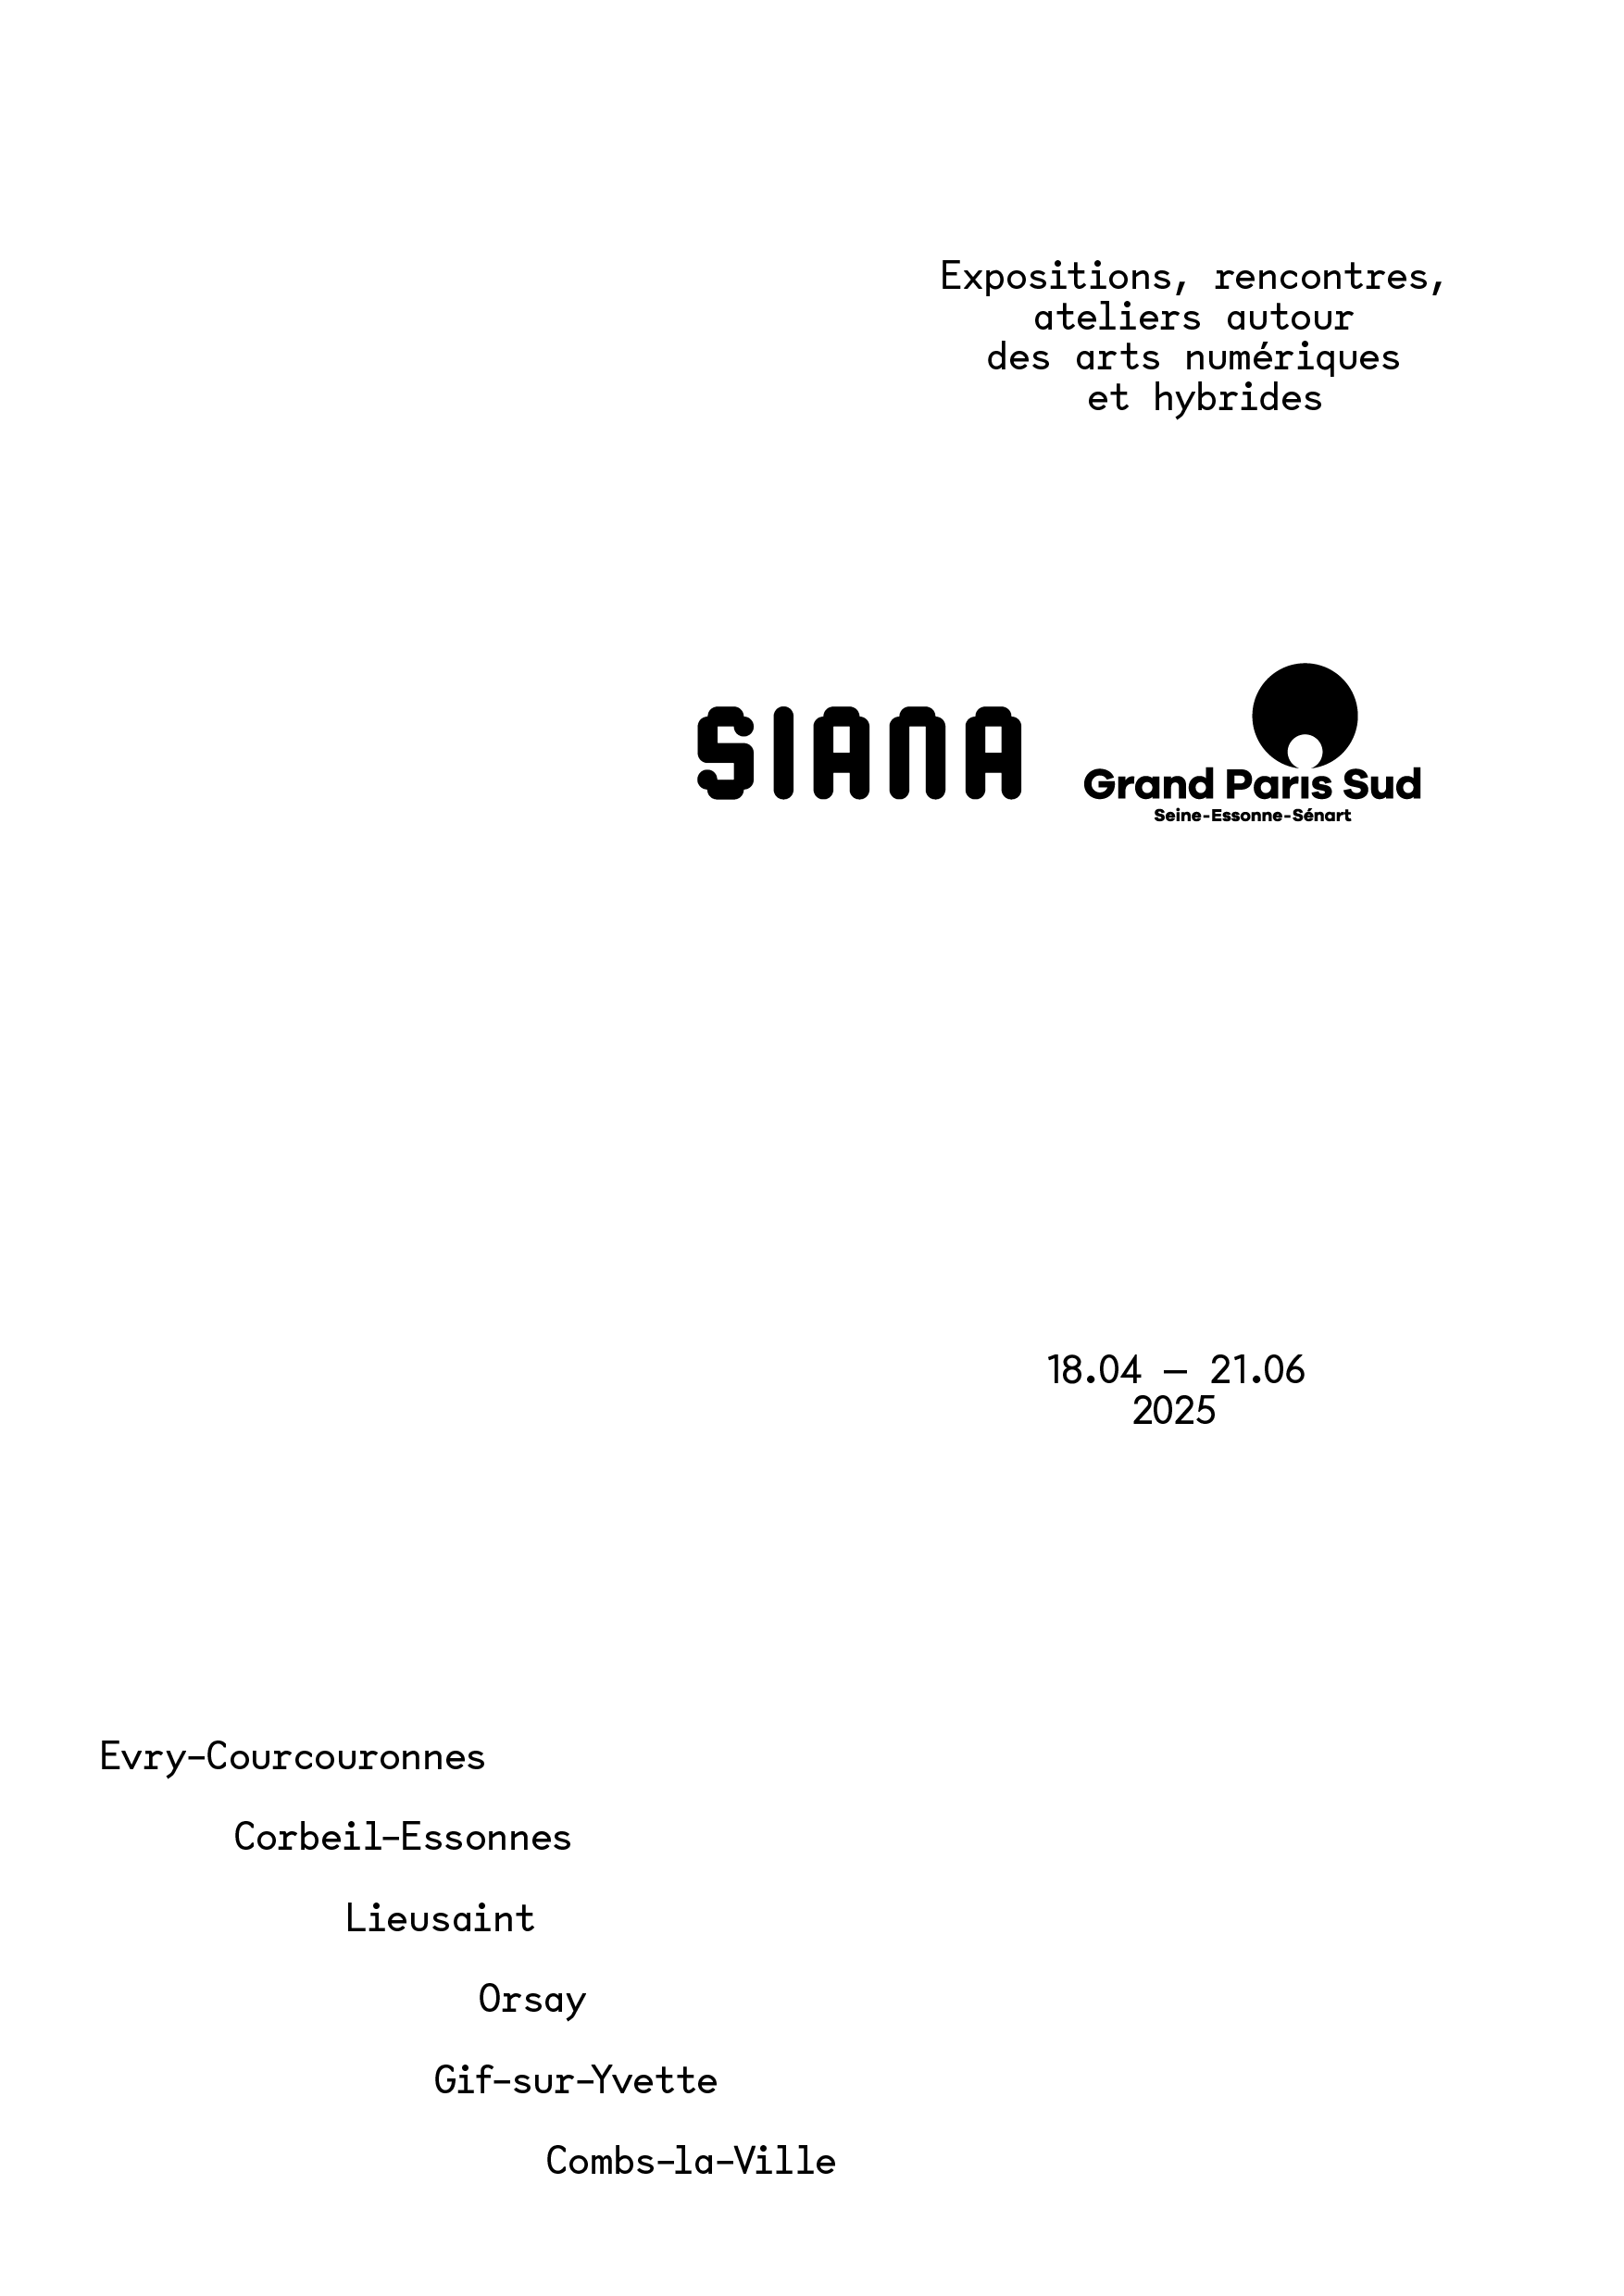 Expositions, rencontres,
ateliers autour
des arts numériques
et hybrides
SIANA
Grand Paris Sud
Seine-Essonne-Sénart
18.04 – 21.06
2025
Evry-Courcouronnes
Corbeil-Essonnes
Lieusaint
Orsay
Gif-sur-Yvette
Combs-la-Ville